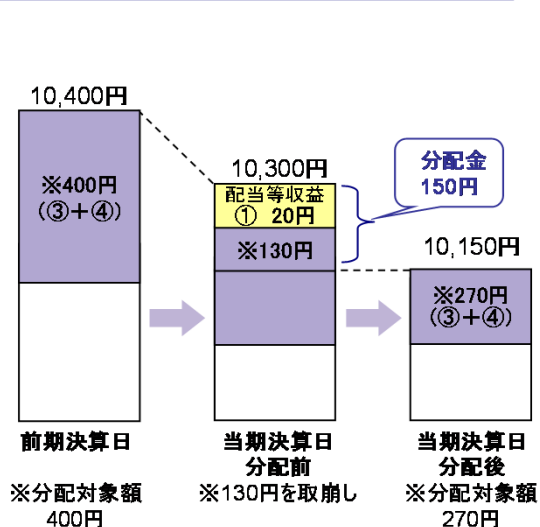 10,400円
※400円
(③+④)
10,300円
配当等収益
① 20円
※130円
分配金
150円
10,150円
※270円
(③+④)
前期決算日
※分配対象額
400円
当期決算日
分配前
※130円を取崩し
当期決算日
分配後
※分配対象額
270円